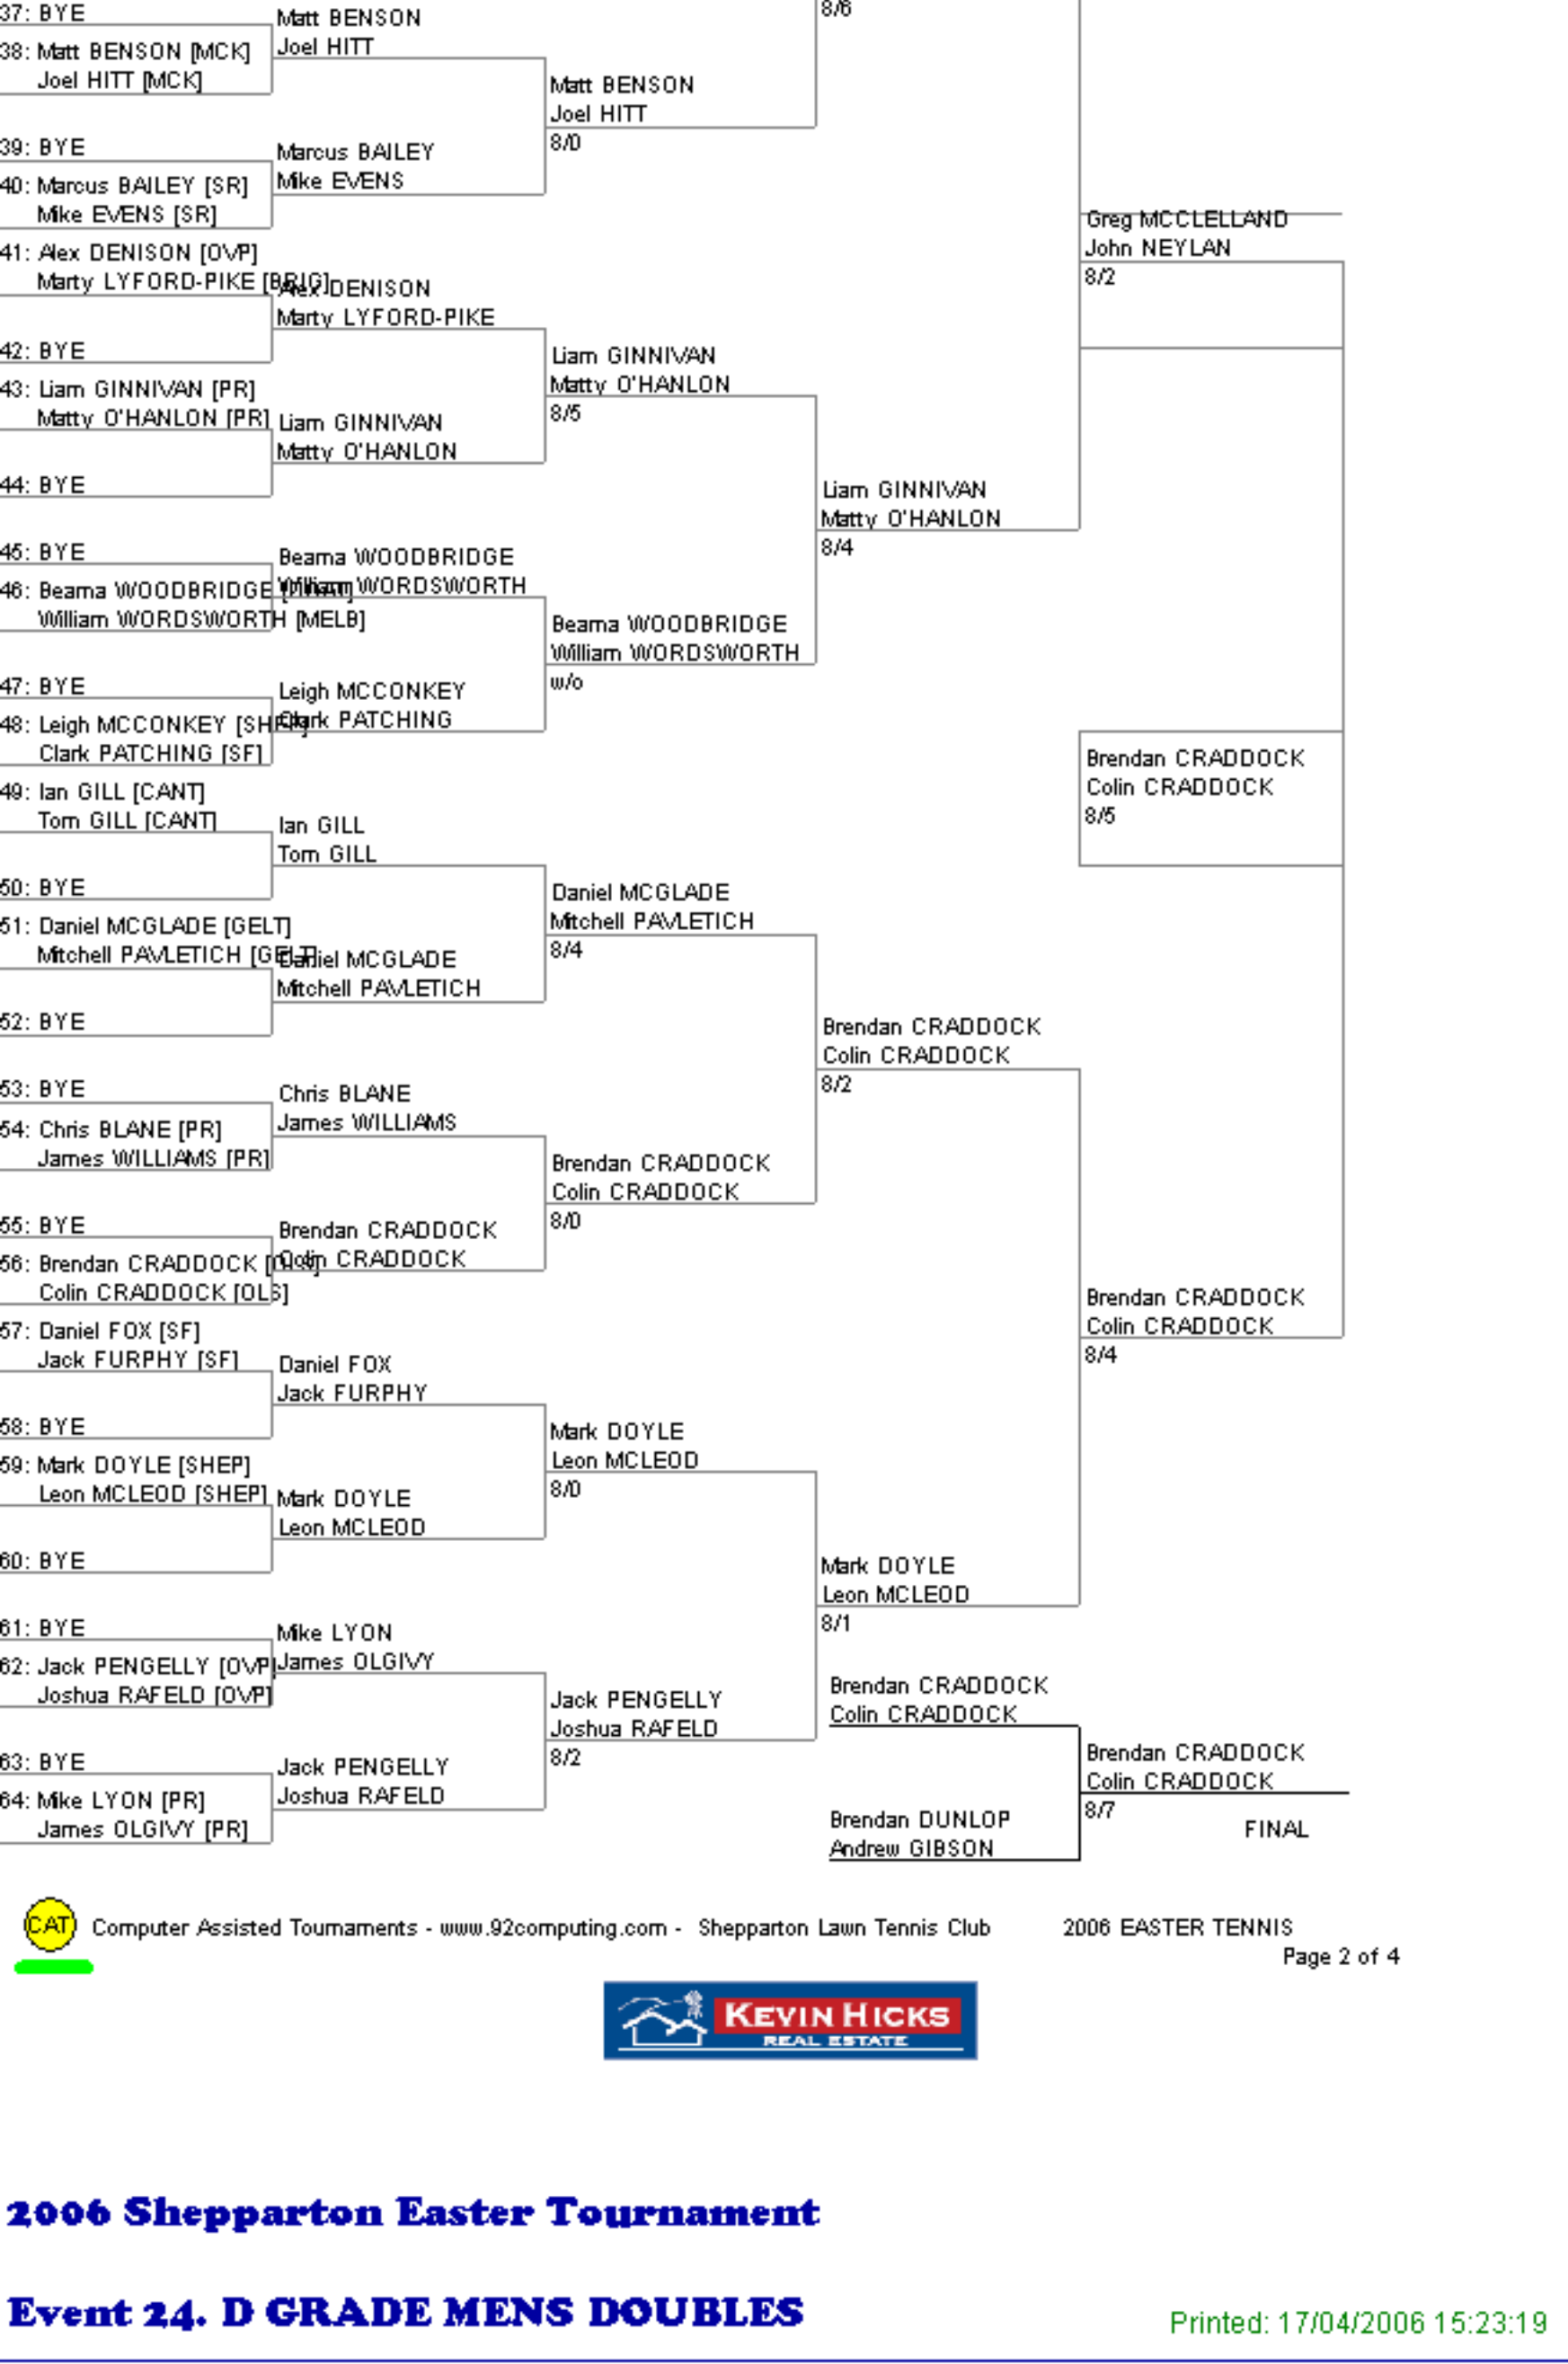 37: BYE
38: Matt BENSON [MCK]
Joel HITT [MCK]
39: BYE
40: Marcus BAILEY [SR]
Mike EVENS [SR]
41: Alex DENISON [OVP]
Marty LYFORD-PIKE [BRIG]
42: BYE
43: Liam GINNIVAN [PR]
Matty O'HANLON [PR]
44: BYE
45: BYE
46: Beama WOODBRIDGE
William WORDSWORTH [MELB]
47: BYE
48: Leigh MCCONKEY
Clark PATCHING [SF]
49: Ian GILL [CANT]
Tom GILL [CANT]
50: BYE
51: Daniel MCGLADE [GELT]
Mitchell PAVLETICH [GELT]
52: BYE
53: BYE
54: Chris BLANE [PR]
James WILLIAMS [PR]
55: BYE
56: Brendan CRADDOCK
Colin CRADDOCK [OLS]
57: Daniel FOX [SF]
Jack FURPHY [SF]
58: BYE
59: Mark DOYLE [SHEP]
Leon MCLEOD [SHEP]
60: BYE
61: BYE
62: Jack PENGELLY [OVP]
Joshua RAFELD [OVP]
63: BYE
64: Mike LYON [PR]
James OLGIVY [PR]
Matt BENSON
Joel HITT
Marcus BAILEY
Mike EVENS
Alex DENISON
Marty LYFORD-PIKE
Liam GINNIVAN
Matty O'HANLON
Beama WOODBRIDGE
William WORDSWORTH
Leigh MCCONKEY
Clark PATCHING
Ian GILL
Tom GILL
Daniel MCGLADE
Mitchell PAVLETICH
Chris BLANE
James WILLIAMS
Brendan CRADDOCK
Colin CRADDOCK
Daniel FOX
Jack FURPHY
Mark DOYLE
Leon MCLEOD
Mike LYON
James OLGIVY
Jack PENGELLY
Joshua RAFELD
Matt BENSON
Joel HITT
8/0
Liam GINNIVAN
Matty O'HANLON
8/5
Beama WOODBRIDGE
William WORDSWORTH
w/o
Daniel MCGLADE
Mitchell PAVLETICH
8/4
Brendan CRADDOCK
Colin CRADDOCK
8/0
Mark DOYLE
Leon MCLEOD
8/0
Jack PENGELLY
Joshua RAFELD
8/2
8/6
Liam GINNIVAN
Matty O'HANLON
8/4
Brendan CRADDOCK
Colin CRADDOCK
8/2
Mark DOYLE
Leon MCLEOD
8/1
Brendan CRADDOCK
Colin CRADDOCK
Brendan DUNLOP
Andrew GIBSON
Greg MCCLELLAND
John NEYLAN
8/2
Brendan CRADDOCK
Colin CRADDOCK
8/5
Brendan CRADDOCK
Colin CRADDOCK
8/4
Brendan CRADDOCK
Colin CRADDOCK
8/7
FINAL
CAT
Computer Assisted Tournaments - www.92computing.com - Shepparton Lawn Tennis Club 2006 EASTER TENNIS
Page 2 of 4
KEVIN HICKS
REAL ESTATE
2006 Shepparton Easter Tournament
Event 24. D GRADE MENS DOUBLES
Printed: 17/04/2006 15:23:19